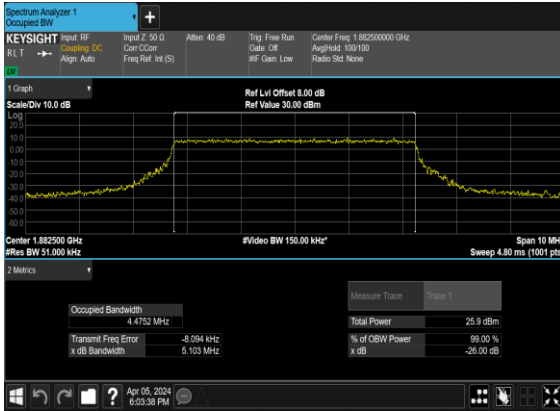 Spectrum Analyzer 1
Occupied BW
+
KEYSIGHT Input: RF Input Z: 50 Ω Atten: 40 dB Trig: Free Run Center Freq: 1.882500000 GHz
RLT Coupling: DC Corr CCorr Gate: Off Avg|Hold: 100/100
Align: Auto Freq Ref: Int (S) #IF Gain: Low Radio Std: None
1 Graph
Ref Lvl Offset 8.00 dB
Scale/Div 10.0 dB Ref Value 30.00 dBm
Log
20.0
10.0
0.00
-10.0
-20.0
-30.0
-40.0
-50.0
-60.0
Center 1.882500 GHz #Video BW 150.00 kHz* Span 10 MH
#Res BW 51.000 kHz Sweep 4.80 ms (1001 pts
2 Metrics
Measure Trace Trace 1
Occupied Bandwidth
4.4752 MHz Total Power 25.9 dBm
Transmit Freq Error -8.094 kHz % of OBW Power 99.00 %
x dB Bandwidth 5.103 MHz x dB -26.00 dB
? Apr 05, 2024
6:03:38 PM